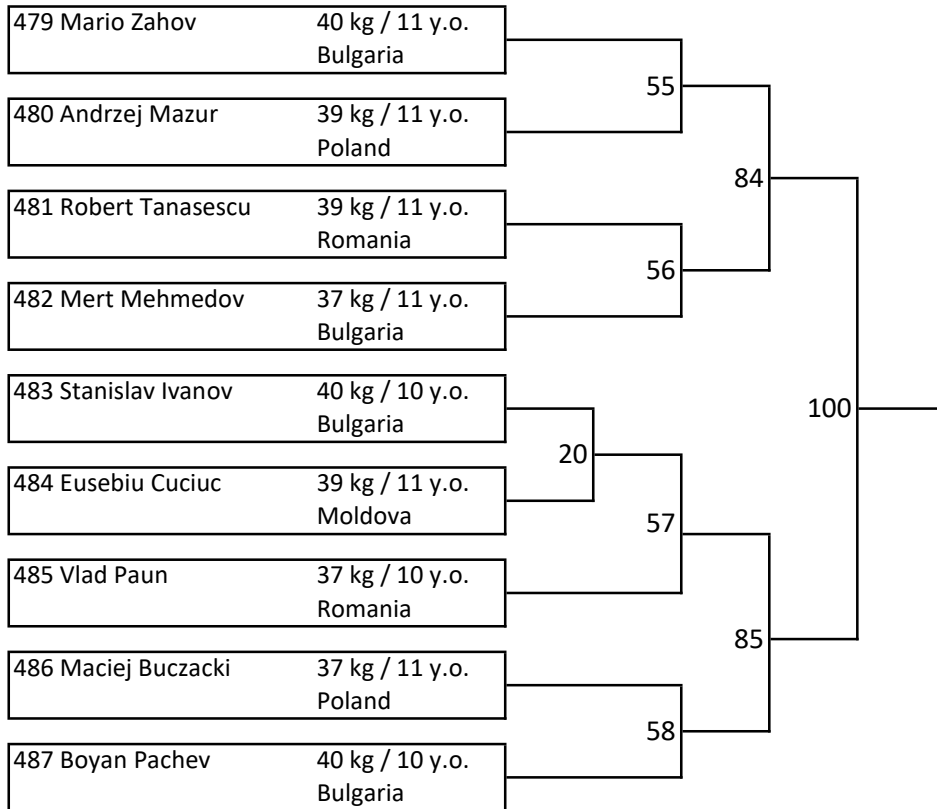 479 Mario Zahov 40 kg / 11 y.o.
Bulgaria
55
480 Andrzej Mazur 39 kg / 11 y.o.
Poland
84
481 Robert Tanasescu 39 kg / 11 y.o.
Romania
56
482 Mert Mehmedov 37 kg / 11 y.o.
Bulgaria
483 Stanislav Ivanov 40 kg / 10 y.o.
Bulgaria
100
20
484 Eusebiu Cuciuc 39 kg / 11 y.o.
Moldova
57
485 Vlad Paun 37 kg / 10 y.o.
Romania
85
486 Maciej Buczacki 37 kg / 11 y.o.
Poland
58
487 Boyan Pachev 40 kg / 10 y.o.
Bulgaria